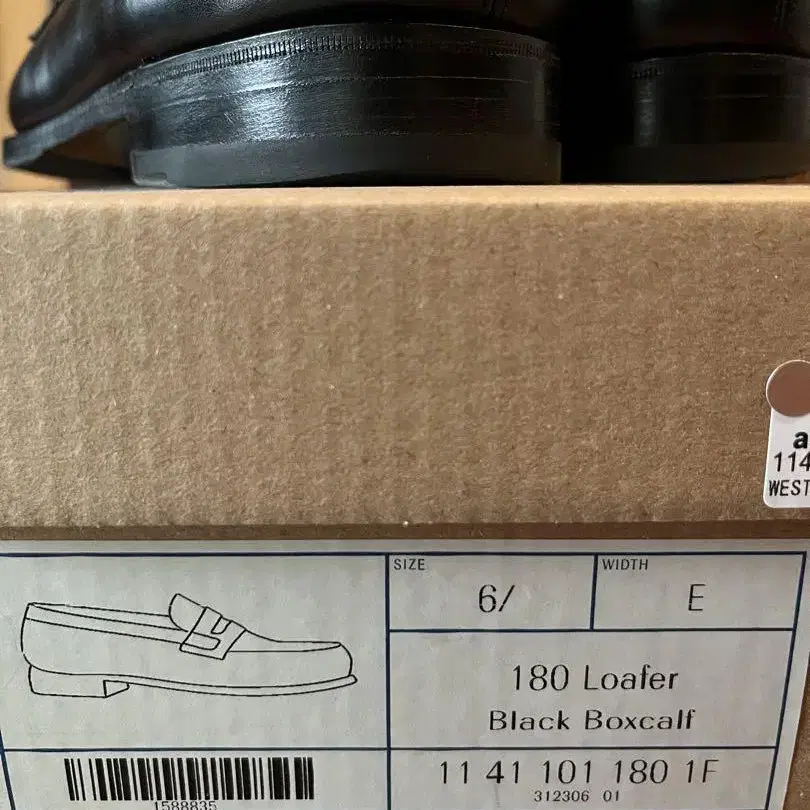 a
114
WEST
SIZE
6/
WIDTH
E
180 Loafer
Black Boxcalf
11 41 101 180 1F
312306 01
1588835